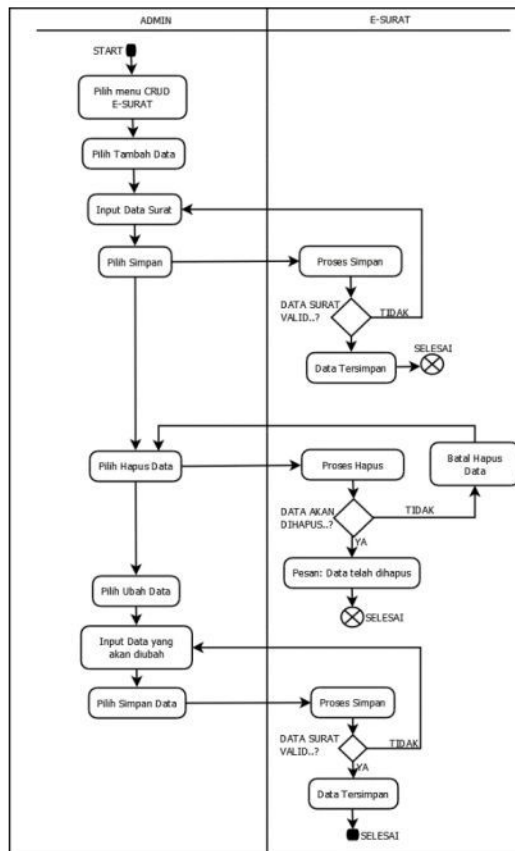 ADMIN
E-SURAT
START
Pilih menu CRUD
E-SURAT
Pilih Tambah Data
Input Data Surat
Pilih Simpan
Proses Simpan
DATA SURAT
VALID..?
TIDAK
SELESAI
Data Tersimpan
Pilih Hapus Data
Proses Hapus
Batal Hapus
Data
DATA AKAN
DIHAPUS..?
TIDAK
YA
Pesan: Data telah dihapus
Pilih Ubah Data
SELESAI
Input Data yang
akan diubah
Pilih Simpan Data
Proses Simpan
DATA SURAT
VALID..?
TIDAK
YA
Data Tersimpan
SELESAI